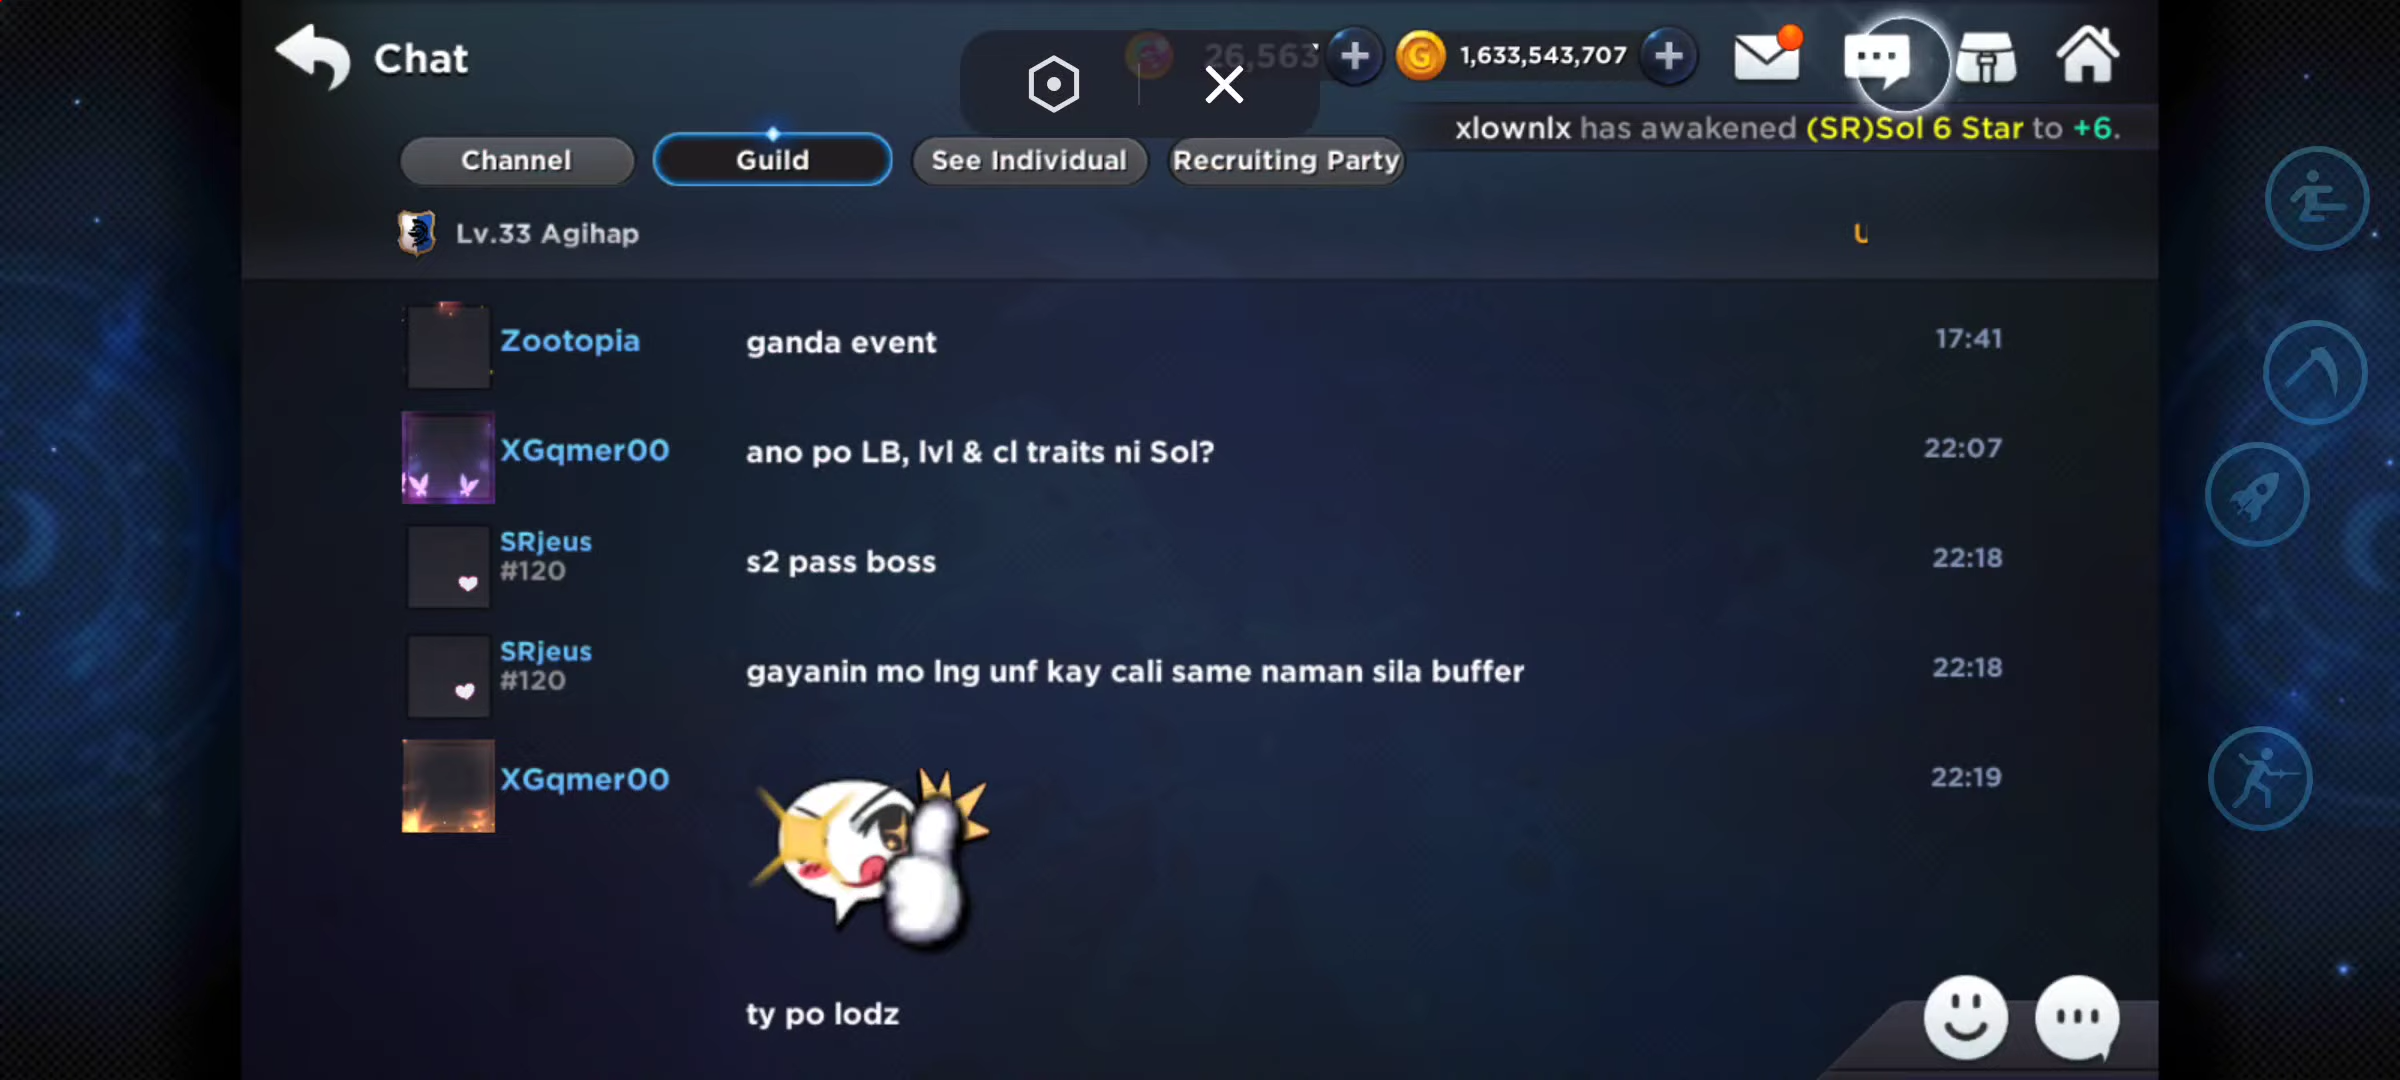 Chat
26,563
1,633,543,707
xlownlx has awakened (SR)Sol 6 Star to +6.
Channel
Guild
See Individual
Recruiting Party
Lv.33 Agihap
Zootopia
ganda event
17:41
XGqmer00
ano po LB, lvl & cl traits ni Sol?
22:07
SRjeus
#120
s2 pass boss
22:18
SRjeus
#120
gayanin mo lng unf kay cali same naman sila buffer
22:18
XGqmer00
22:19
ty po lodz